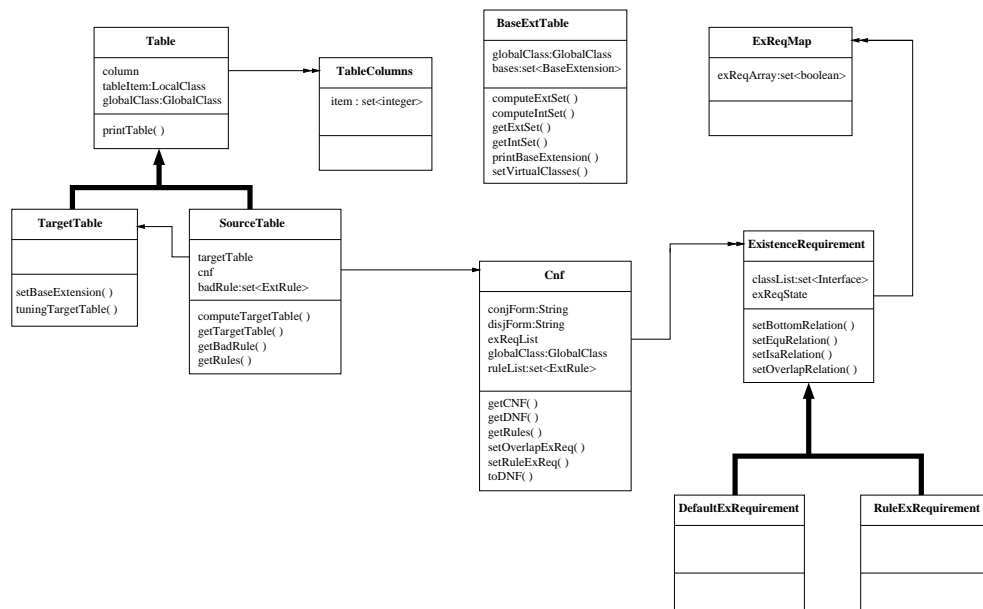 Table
column
tableItem:LocalClass
globalClass:GlobalClass
printTable( )
TableColumns
item : set<integer>
BaseExtTable
globalClass:GlobalClass
bases:set<BaseExtension>
computeExtSet( )
computeIntSet( )
getExtSet( )
getIntSet( )
printBaseExtension( )
setVirtualClasses( )
ExReqMap
exReqArray:set<boolean>
TargetTable
setBaseExtension( )
tuningTargetTable( )
SourceTable
targetTable
cnf
badRule:set<ExtRule>
computeTargetTable( )
getTargetTable( )
getBadRule( )
getRules( )
Cnf
conjForm:String
disjForm:String
exReqList
globalClass:GlobalClass
ruleList:set<ExtRule>
getCNF( )
getDNF( )
getRules( )
setOverlapExReq( )
setRuleExReq( )
toDNF( )
ExistenceRequirement
classList:set<Interface>
exReqState
setBottomRelation( )
setEquRelation( )
setIsaRelation( )
setOverlapRelation( )
DefaultExRequirement
RuleExRequirement